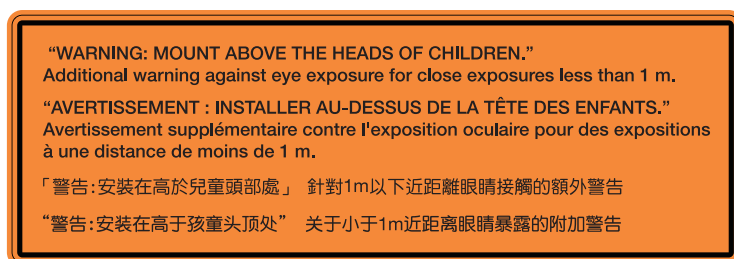 “WARNING: MOUNT ABOVE THE HEADS OF CHILDREN.”
Additional warning against eye exposure for close exposures less than 1 m.
“AVERTISSEMENT : INSTALLER AU-DESSUS DE LA TÊTE DES ENFANTS.”
Avertissement supplémentaire contre l'exposition oculaire pour des expositions
à une distance de moins de 1 m.
「警告:安裝在高於兒童頭部處」 針對1m以下近距離眼睛接觸的額外警告
“警告:安装在高于孩童头顶处” 关于小于1m近距离眼睛暴露的附加警告